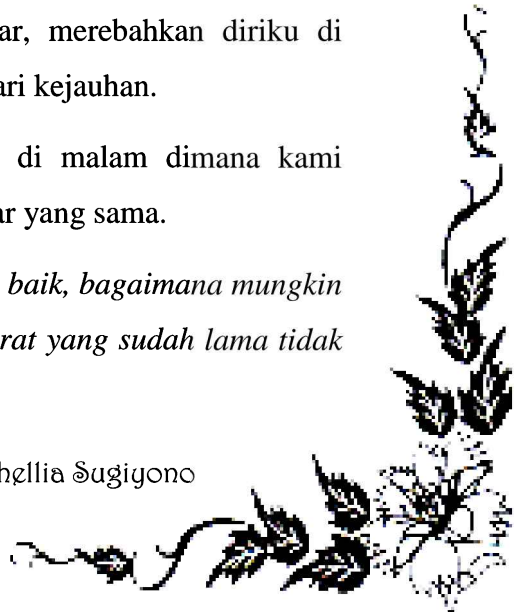 ar, merebahkan diriku di
ari kejauhan.
di malam dimana kami
ar yang sama.
baik, bagaimana mungkin
rat yang sudah lama tidak
hellia Sugiyono